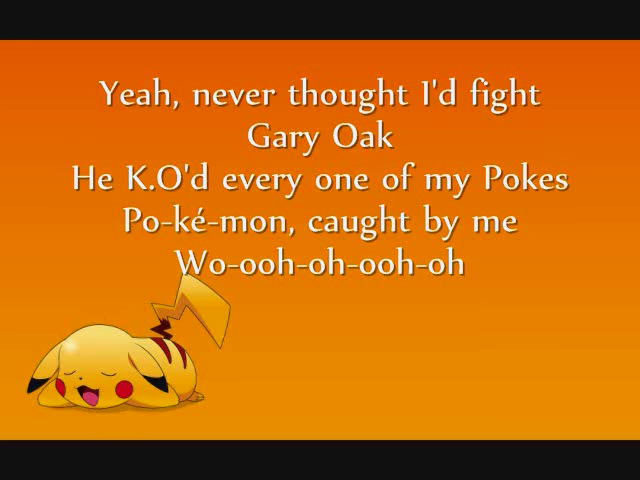 Yeah, never thought I'd fight
Gary Oak
He K.O'd every one of my Pokes
Po-ké-mon, caught by me
Wo-ooh-oh-ooh-oh